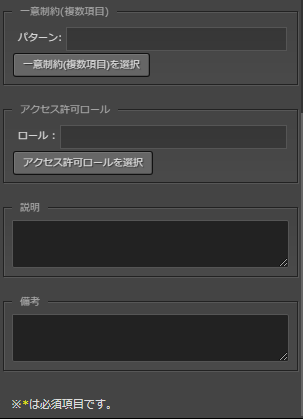 一意制約(複数項目)
パターン:
一意制約(複数項目)を選択
アクセス許可ロール
ロール :
アクセス許可ロールを選択
説明
備考
※*は必須項目です。